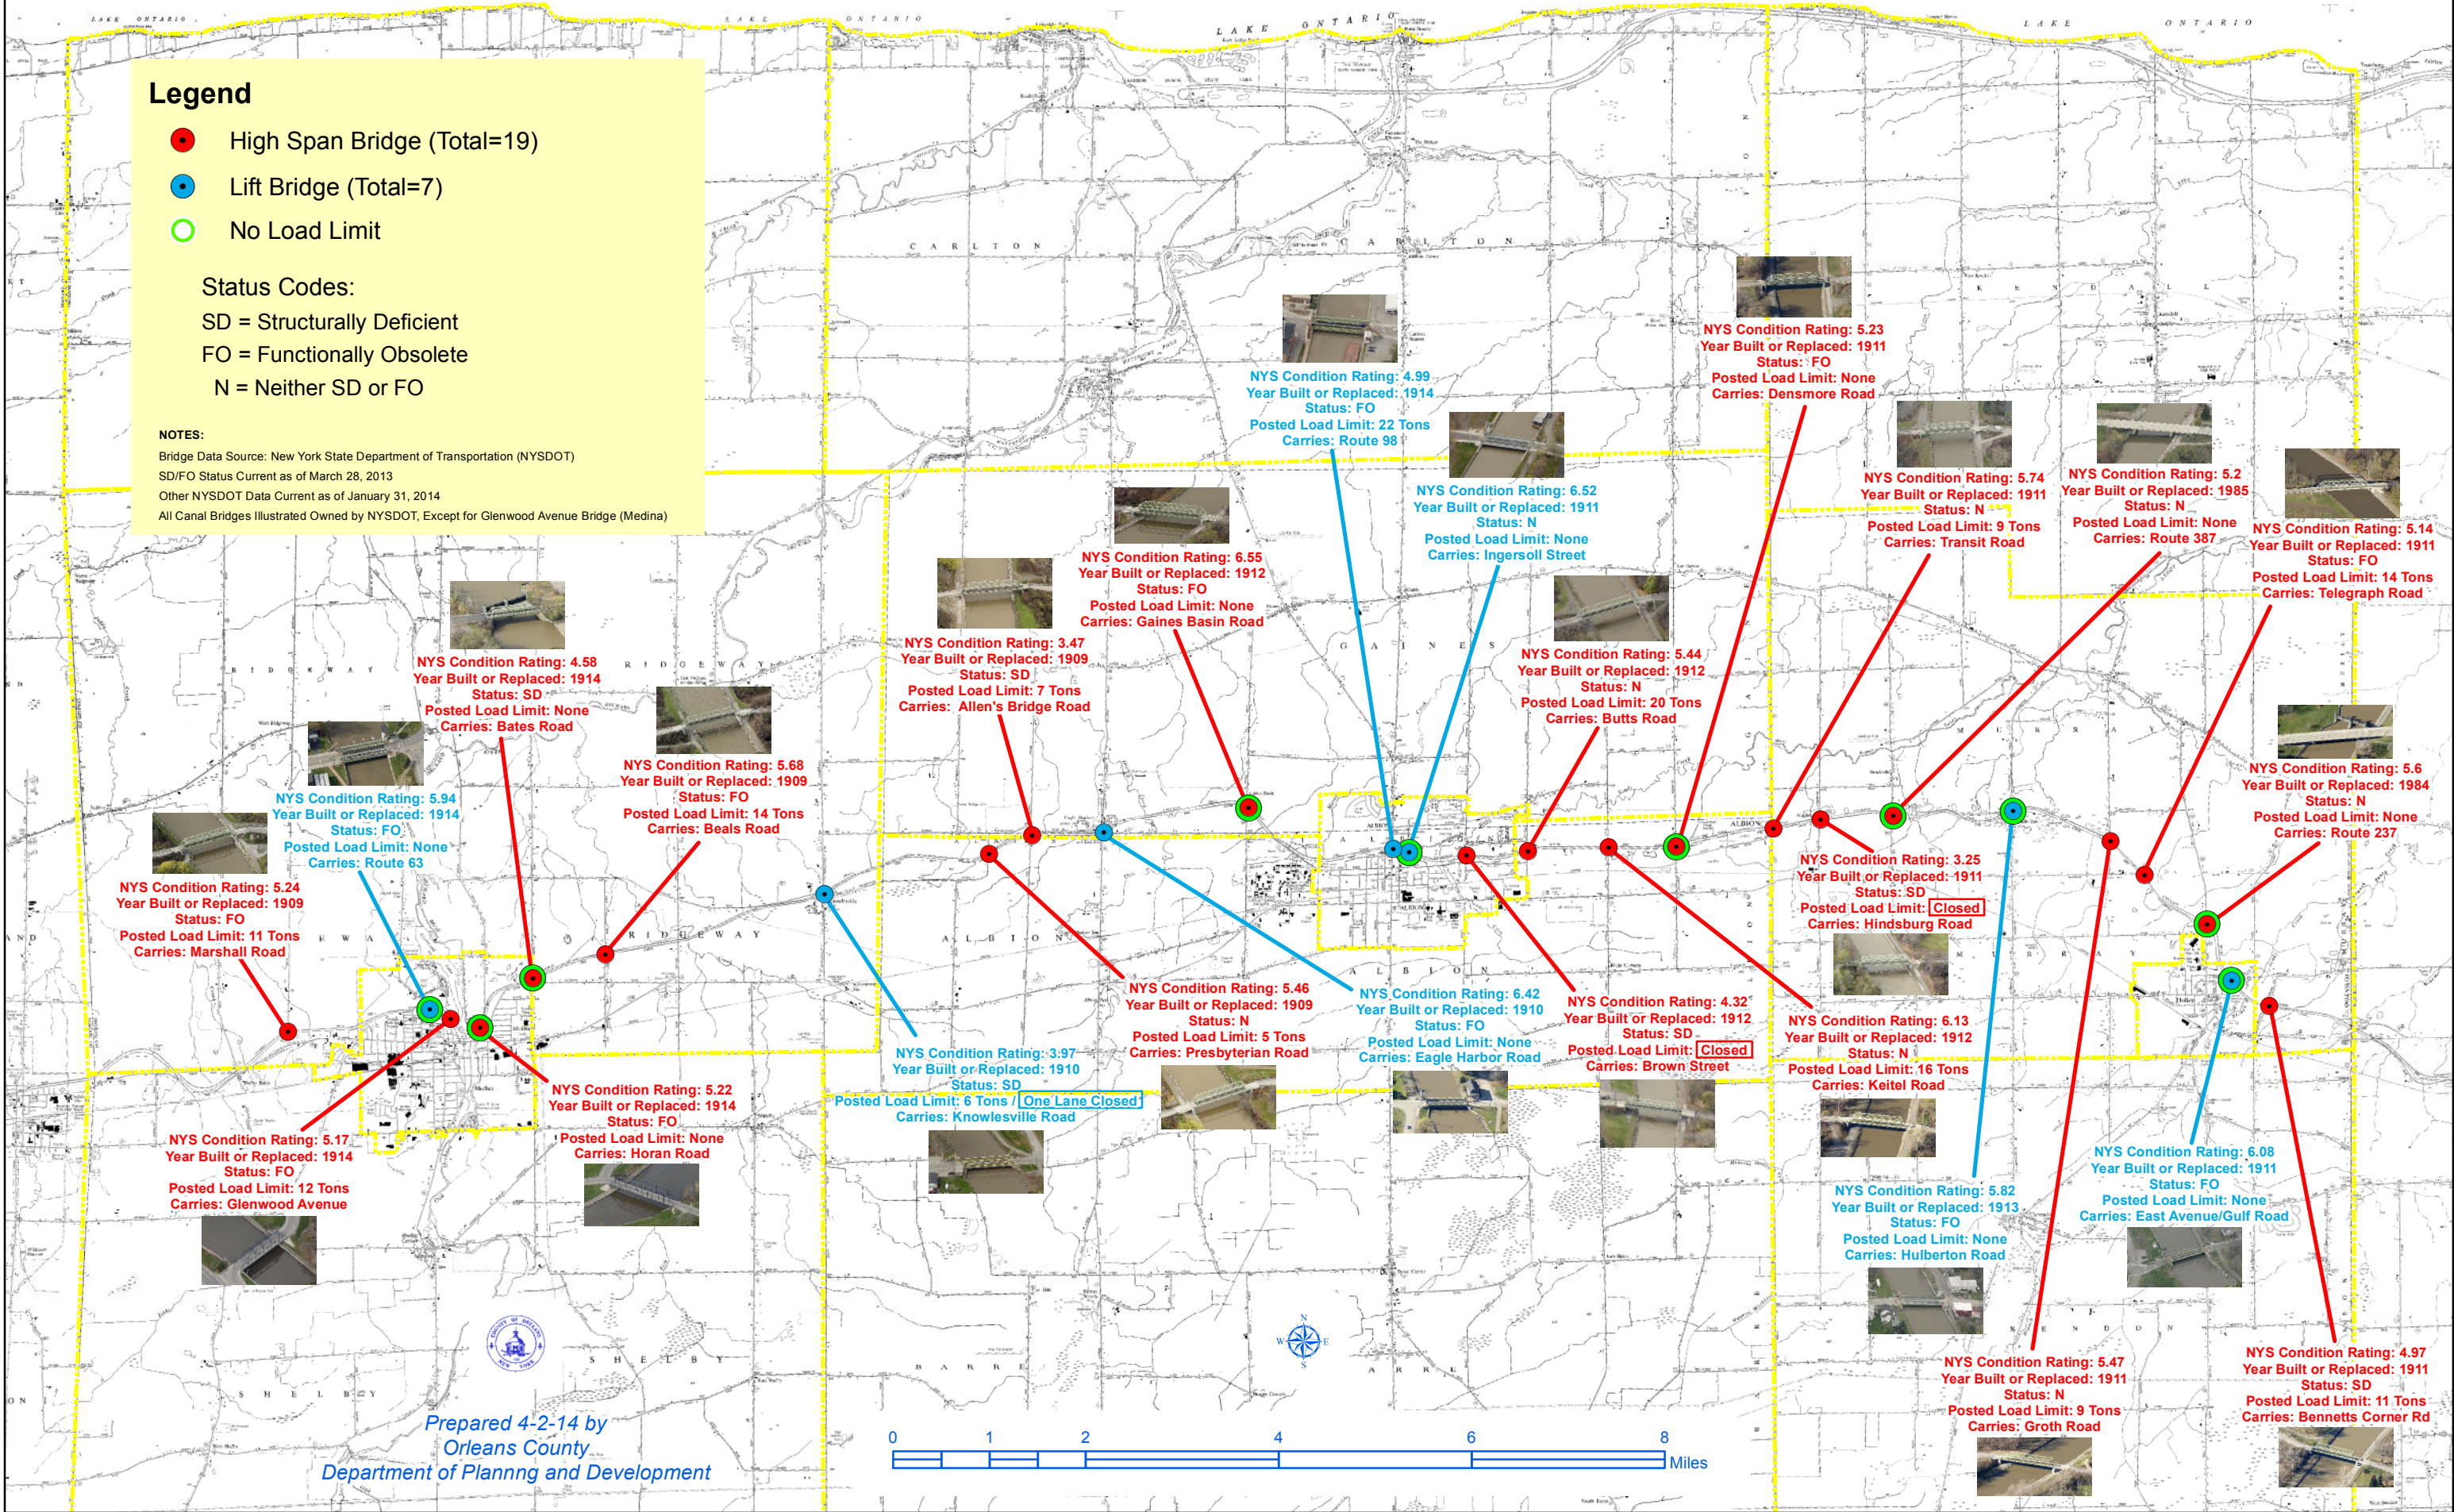 LAKE ONTARIO
LAKE ONTARIO
LAKE ONTARIO
LAKE ONTARIO
Legend
High Span Bridge (Total=19)
Lift Bridge (Total=7)
No Load Limit
Status Codes:
SD = Structurally Deficient
FO = Functionally Obsolete
N = Neither SD or FO
NOTES:
Bridge Data Source: New York State Department of Transportation (NYSDOT)
SD/FO Status Current as of March 28, 2013
Other NYSDOT Data Current as of January 31, 2014
All Canal Bridges Illustrated Owned by NYSDOT, Except for Glenwood Avenue Bridge (Medina)
CARLTON
CARLTON
KENDALL
NYS Condition Rating: 5.23
Year Built or Replaced: 1911
Status: FO
Posted Load Limit: None
Carries: Densmore Road
NYS Condition Rating: 4.99
Year Built or Replaced: 1914
Status: FO
Posted Load Limit: 22 Tons
Carries: Route 98
NYS Condition Rating: 6.52
Year Built or Replaced: 1911
Status: N
Posted Load Limit: None
Carries: Ingersoll Street
NYS Condition Rating: 5.74
Year Built or Replaced: 1911
Status: N
Posted Load Limit: 9 Tons
Carries: Transit Road
NYS Condition Rating: 5.2
Year Built or Replaced: 1985
Status: N
Posted Load Limit: None
Carries: Route 387
NYS Condition Rating: 5.14
Year Built or Replaced: 1911
Status: FO
Posted Load Limit: 14 Tons
Carries: Telegraph Road
NYS Condition Rating: 6.55
Year Built or Replaced: 1912
Status: FO
Posted Load Limit: None
Carries: Gaines Basin Road
NYS Condition Rating: 3.47
Year Built or Replaced: 1909
Status: SD
Posted Load Limit: 7 Tons
Carries: Allen's Bridge Road
GAINES
NYS Condition Rating: 5.44
Year Built or Replaced: 1912
Status: N
Posted Load Limit: 20 Tons
Carries: Butts Road
RIDGEWAY
RIDGEWAY
NYS Condition Rating: 4.58
Year Built or Replaced: 1914
Status: SD
Posted Load Limit: None
Carries: Bates Road
NYS Condition Rating: 5.68
Year Built or Replaced: 1909
Status: FO
Posted Load Limit: 14 Tons
Carries: Beals Road
MURRAY
NYS Condition Rating: 5.6
Year Built or Replaced: 1984
Status: N
Posted Load Limit: None
Carries: Route 237
NYS Condition Rating: 5.94
Year Built or Replaced: 1914
Status: FO
Posted Load Limit: None
Carries: Route 63
NYS Condition Rating: 5.24
Year Built or Replaced: 1909
Status: FO
Posted Load Limit: 11 Tons
Carries: Marshall Road
NYS Condition Rating: 3.25
Year Built or Replaced: 1911
Status: SD
Posted Load Limit: Closed
Carries: Hindsburg Road
RIDGEWAY
ALBION
ALBION
ALBION
MURRAY
NYS Condition Rating: 5.46
Year Built or Replaced: 1909
Status: N
Posted Load Limit: 5 Tons
Carries: Presbyterian Road
NYS Condition Rating: 6.42
Year Built or Replaced: 1910
Status: FO
Posted Load Limit: None
Carries: Eagle Harbor Road
NYS Condition Rating: 4.32
Year Built or Replaced: 1912
Status: SD
Posted Load Limit: Closed
Carries: Brown Street
NYS Condition Rating: 6.13
Year Built or Replaced: 1912
Status: N
Posted Load Limit: 16 Tons
Carries: Keitel Road
NYS Condition Rating: 3.97
Year Built or Replaced: 1910
Status: SD
Posted Load Limit: 6 Tons / One Lane Closed
Carries: Knowlesville Road
NYS Condition Rating: 5.22
Year Built or Replaced: 1914
Status: FO
Posted Load Limit: None
Carries: Horan Road
NYS Condition Rating: 5.17
Year Built or Replaced: 1914
Status: FO
Posted Load Limit: 12 Tons
Carries: Glenwood Avenue
NYS Condition Rating: 6.08
Year Built or Replaced: 1911
Status: FO
Posted Load Limit: None
Carries: East Avenue/Gulf Road
NYS Condition Rating: 5.82
Year Built or Replaced: 1913
Status: FO
Posted Load Limit: None
Carries: Hulberton Road
NYS Condition Rating: 5.47
Year Built or Replaced: 1911
Status: N
Posted Load Limit: 9 Tons
Carries: Groth Road
NYS Condition Rating: 4.97
Year Built or Replaced: 1911
Status: SD
Posted Load Limit: 11 Tons
Carries: Bennetts Corner Rd
COUNTY OF ORLEANS
NEW YORK
SHELBY
SHELBY
BARRE
N
W E
S
Prepared 4-2-14 by
Orleans County
Department of Plannng and Development
0 1 2 4 6 8
Miles